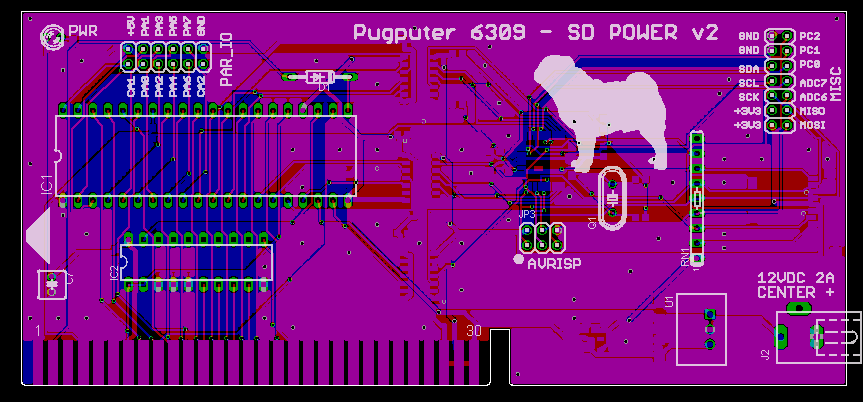 PWR
+5V PA1 PA3 PA5 PA7 GND
CA1 PA0 PA2 PA4 PA6 CA2
PAR_IO
Pugputer 6309 - SD POWER v2
GND PC2
GND PC1
SDA PC0
SCL ADC7
SCK ADC6
+3V3 MISO
+3V3 MOSI
MISC
D1
IC1
JP3
Q1
AVRISP
RN1
1
IC2
C7
12VDC 2A
CENTER +
U1
J2
1
30